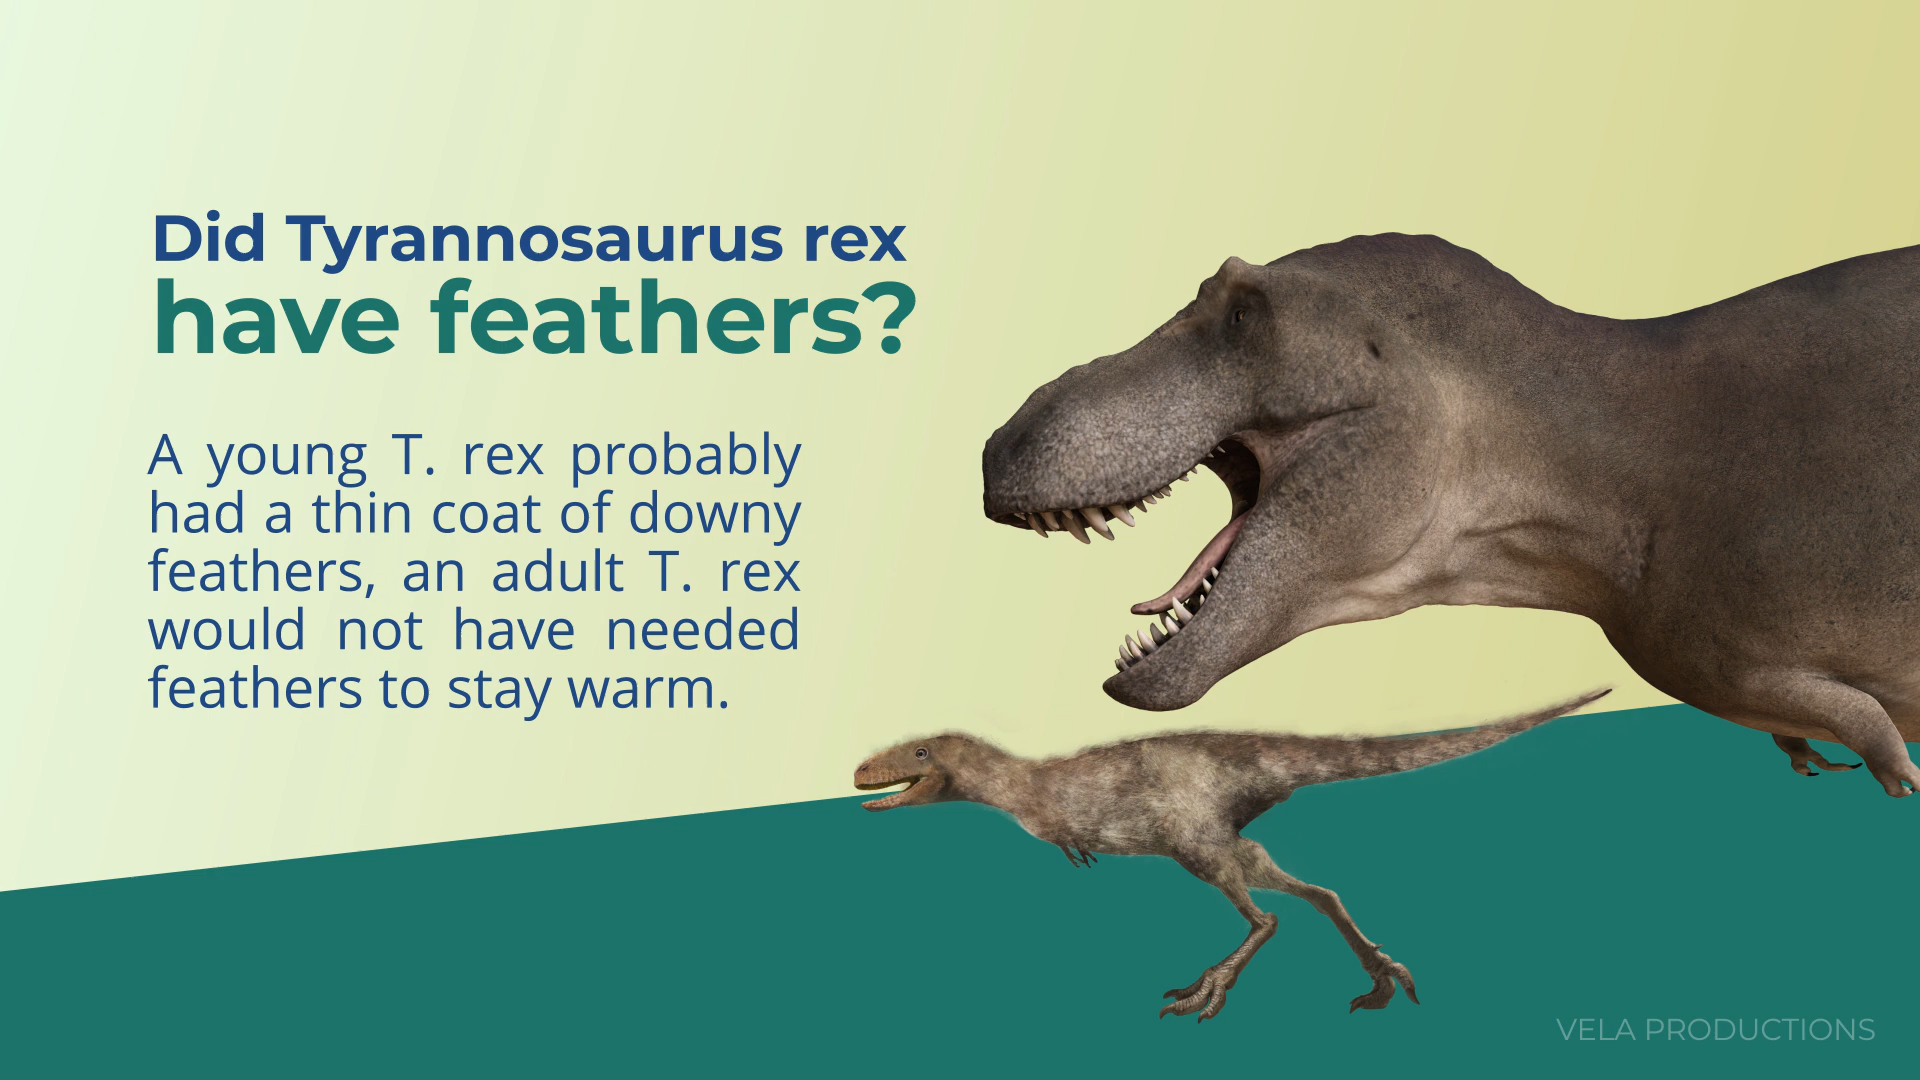 Did Tyrannosaurus rex
have feathers?
A young T. rex probably
had a thin coat of downy
feathers, an adult T. rex
would not have needed
feathers to stay warm.
VELA PRODUCTIONS